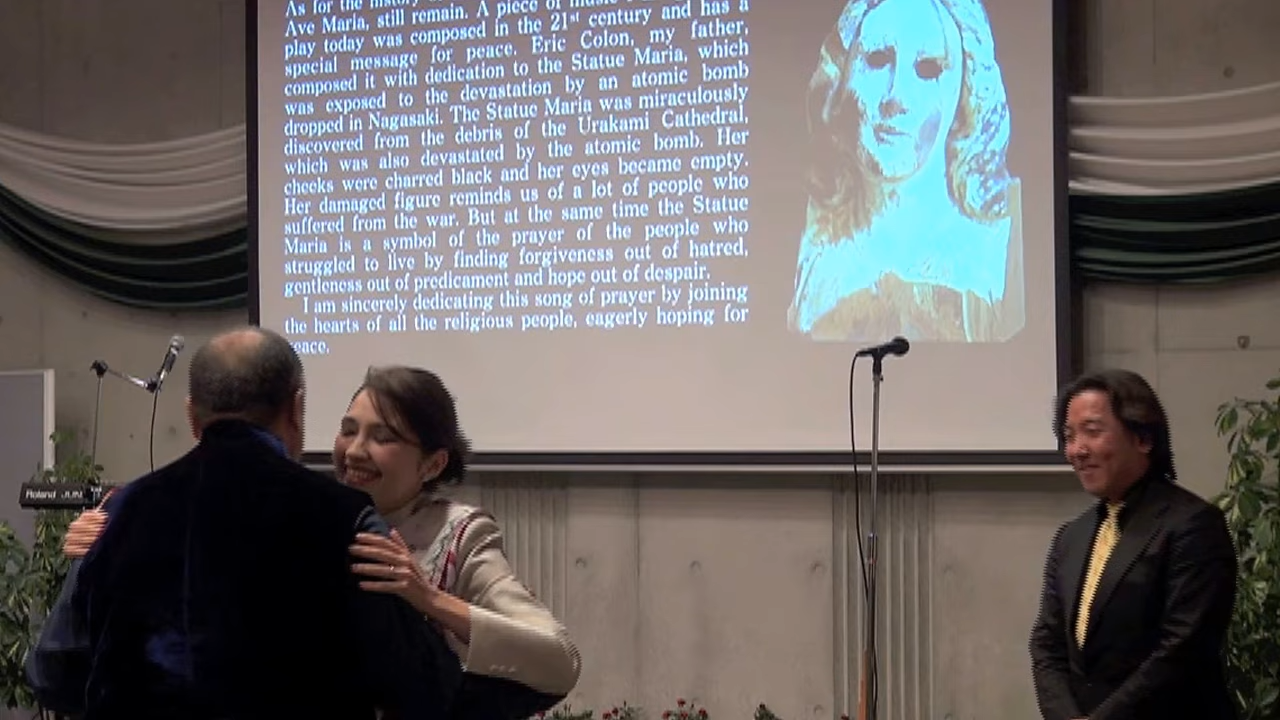 As for the history of
Ave Maria, still remain. A piece of music
play today was composed in the 21st century and has a
special message for peace. Eric Colon, my father,
composed it with dedication to the Statue Maria, which
was exposed to the devastation by an atomic bomb
dropped in Nagasaki. The Statue Maria was miraculously
discovered from the debris of the Urakami Cathedral,
which was also devastated by the atomic bomb. Her
cheeks were charred black and her eyes became empty.
Her damaged figure reminds us of a lot of people who
suffered from the war. But at the same time the Statue
Maria is a symbol of the prayer of the people who
struggled to live by finding forgiveness out of hatred,
gentleness out of predicament and hope out of despair.
I am sincerely dedicating this song of prayer by joining
the hearts of all the religious people, eagerly hoping for
eace.
Roland JUN